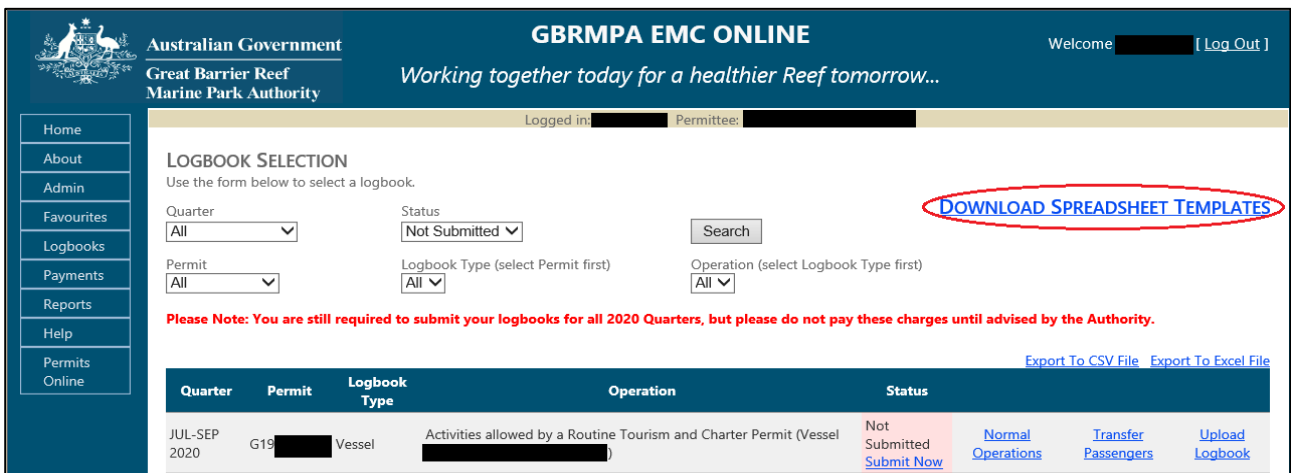 Australian Government
Great Barrier Reef
Marine Park Authority
GBRMPA EMC ONLINE
Working together today for a healthier Reef tomorrow...
Welcome [ Log Out ]
Logged in: Permittee:
Home
About
Admin
Favourites
Logbooks
Payments
Reports
Help
Permits
Online
LOGBOOK SELECTION
Use the form below to select a logbook.
DOWNLOAD SPREADSHEET TEMPLATES
Quarter Status
All Not Submitted Search
Permit Logbook Type (select Permit first) Operation (select Logbook Type first)
All All All
Please Note: You are still required to submit your logbooks for all 2020 Quarters, but please do not pay these charges until advised by the Authority.
Export To CSV File Export To Excel File
Quarter Permit Logbook Type Operation Status
JUL-SEP 2020 G19 Vessel Activities allowed by a Routine Tourism and Charter Permit (Vessel ) Not Submitted Submit Now Normal Operations Transfer Passengers Upload Logbook